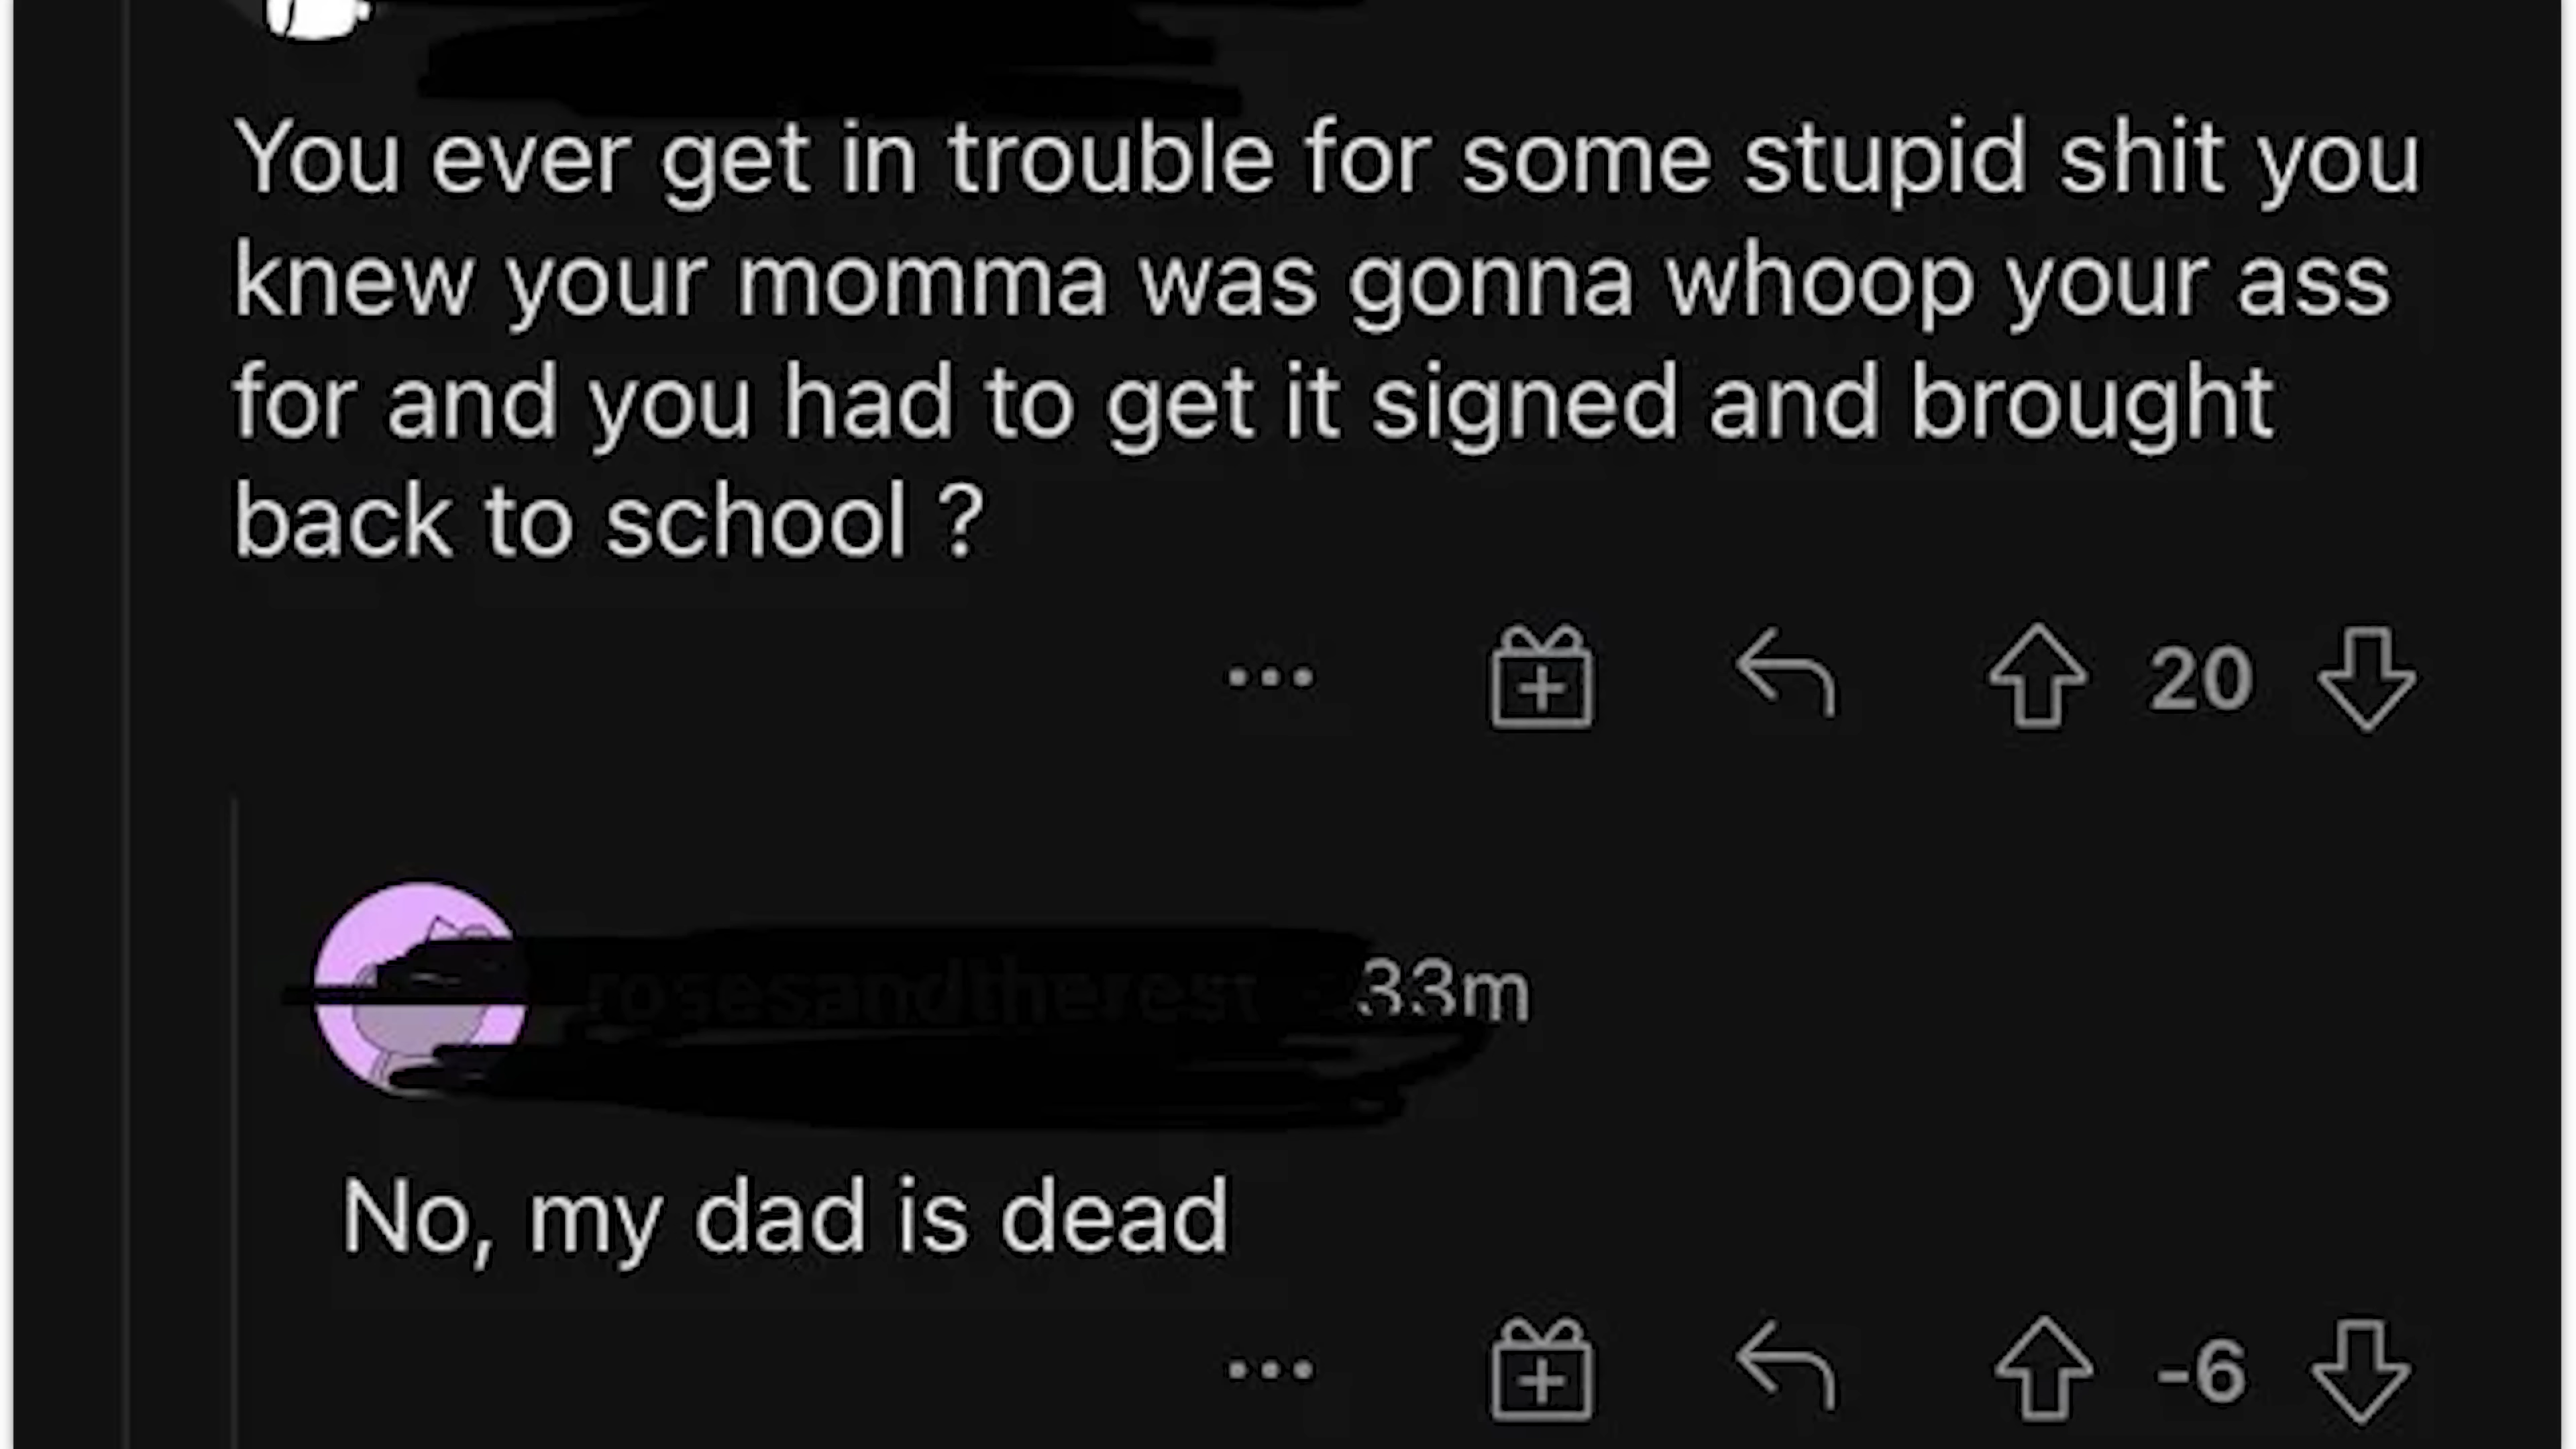 You ever get in trouble for some stupid shit you
knew your momma was gonna whoop your ass
for and you had to get it signed and brought
back to school ?
20
33m
No, my dad is dead
-6